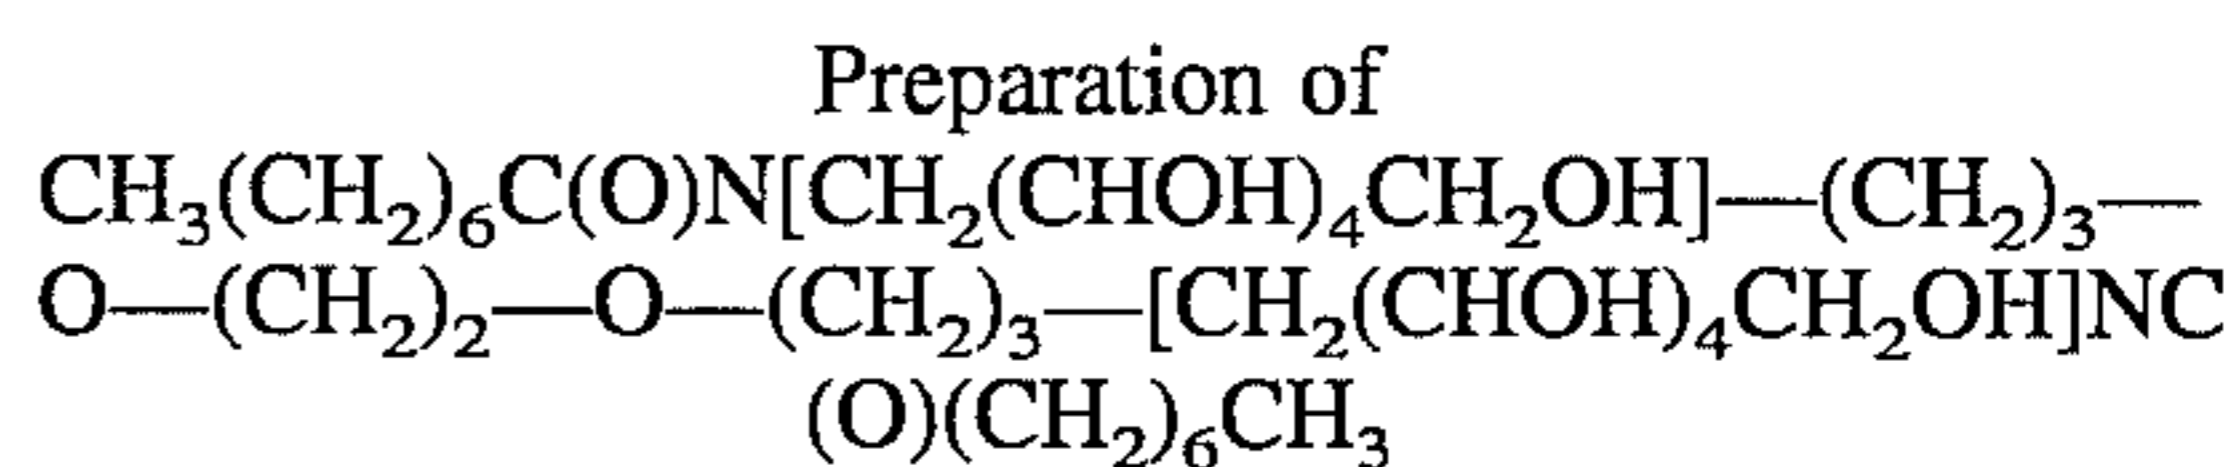 Preparation of
CH₃(CH₂)₆C(O)N[CH₂(CHOH)₄CH₂OH]—(CH₂)₃—
O—(CH₂)₂—O—(CH₂)₃—[CH₂(CHOH)₄CH₂OH]NC
(O)(CH₂)₆CH₃